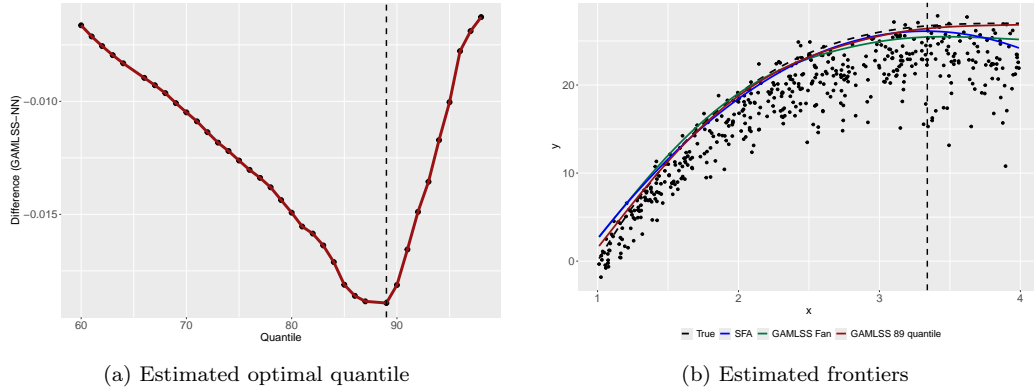 Difference (GAMLSS−NN)
−0.010
−0.015
60
70
80
90
Quantile
(a) Estimated optimal quantile
y
20
10
0
1
2
3
4
x
True SFA GAMLSS Fan GAMLSS 89 quantile
(b) Estimated frontiers